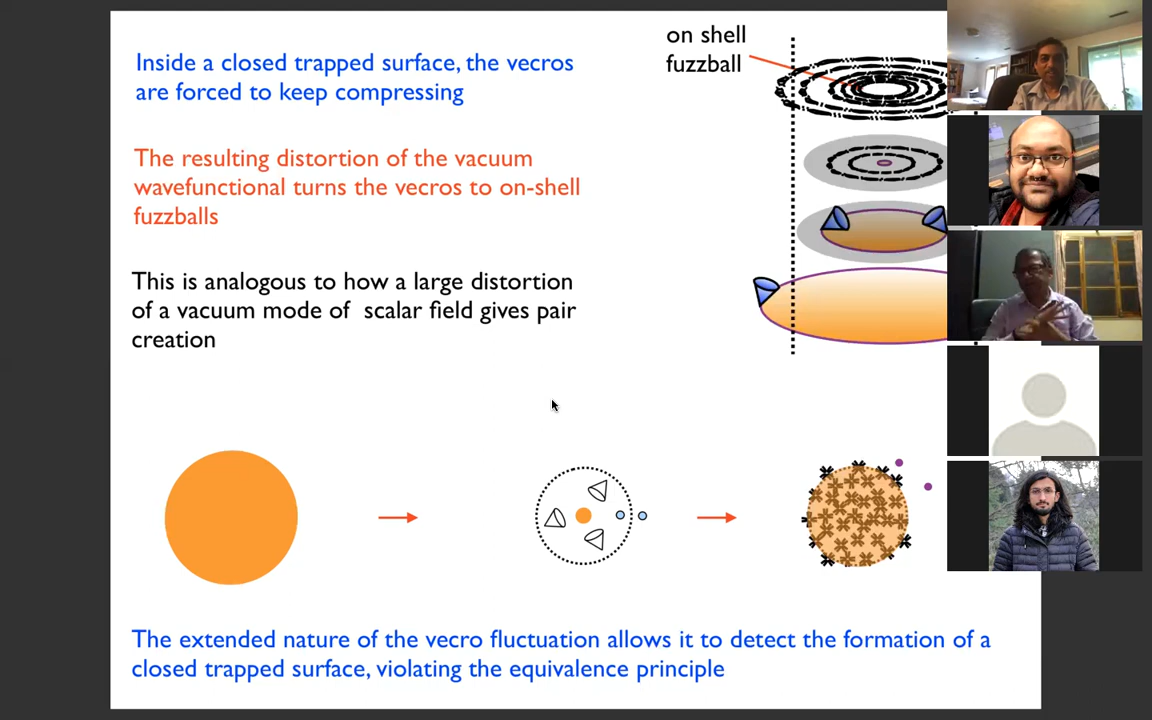 Inside a closed trapped surface, the vecros
are forced to keep compressing
The resulting distortion of the vacuum
wavefunctional turns the vecros to on-shell
fuzzballs
This is analogous to how a large distortion
of a vacuum mode of scalar field gives pair
creation
on shell
fuzzball
The extended nature of the vecro fluctuation allows it to detect the formation of a
closed trapped surface, violating the equivalence principle